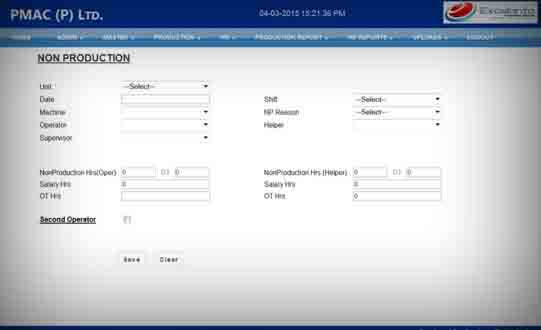 PMAC (P) LTD. 04-03-2015 15:21:36 PM Excelanto
HOME ADMIN MASTER PRODUCTION HR PRODUCTION REPORT HR REPORTS UPLOADS LOGOUT
NON PRODUCTION
Unit ---Select---
Date Shift ---Select---
Machine NP Reason ---Select---
Operator Helper
Supervisor
NonProduction Hrs(Oper) 0 0 NonProduction Hrs (Helper) 0 0
Salary Hrs 0 Salary Hrs 0
OT Hrs OT Hrs 0
Second Operator
Save Clear